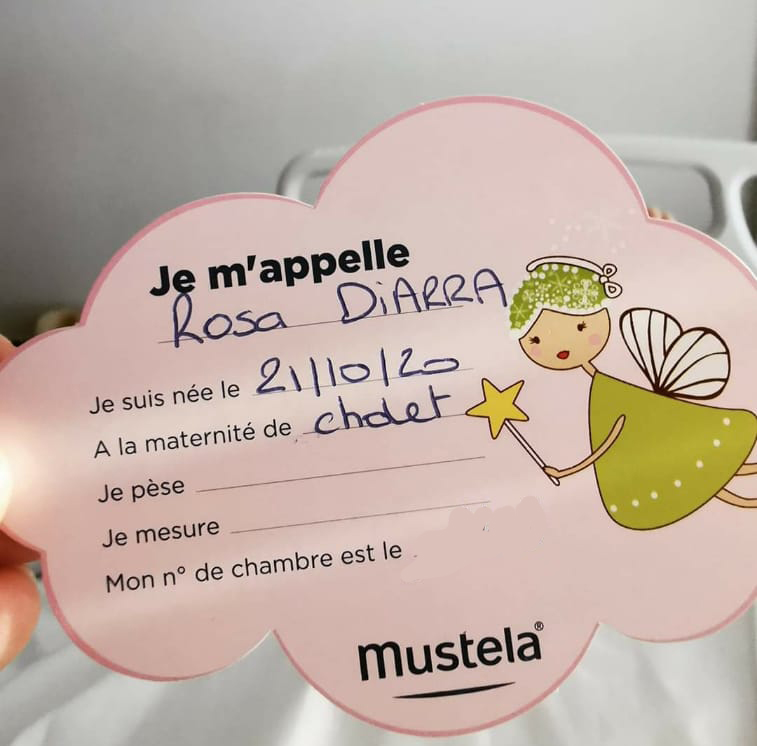 Je m'appelle
Rosa DiARRA
Je suis née le 21/10/20
A la maternité de cholet
Je pèse
Je mesure
Mon n° de chambre est le
mustela®